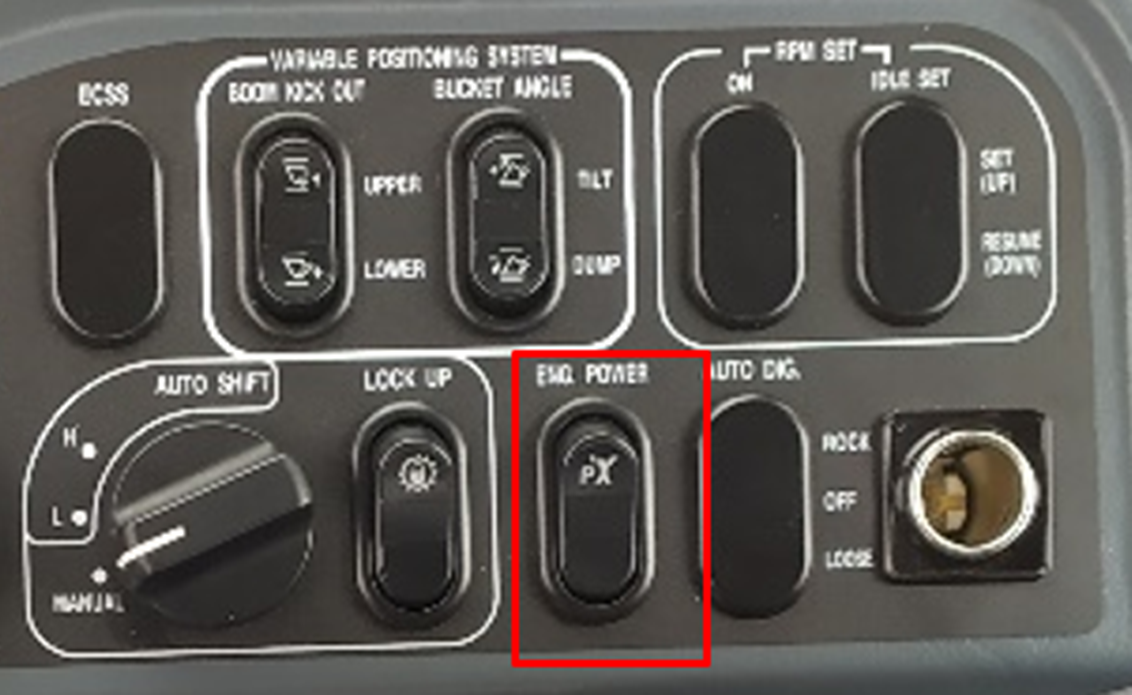 VARIABLE POSITIONING SYSTEM
RPM SET
ECSS
BOOM KICK OUT
BUCKET ANGLE
ON
IDLE SET
UPPER
TILT
SET
(UP)
LOWER
DUMP
RESUME
(DOWN)
AUTO SHIFT
LOCK UP
ENG. POWER
AUTO DIG.
H
ROCK
PX
L
OFF
LOOSE
MANUAL